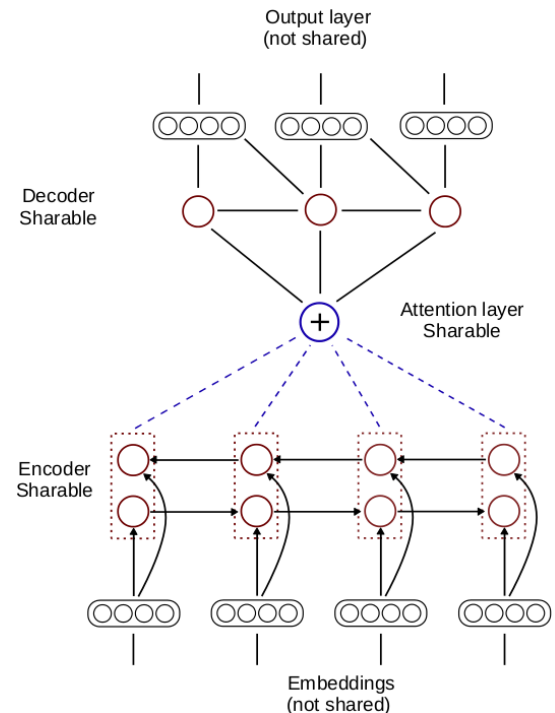 Output layer
(not shared)
Decoder
Sharable
+
Attention layer
Sharable
Encoder
Sharable
Embeddings
(not shared)